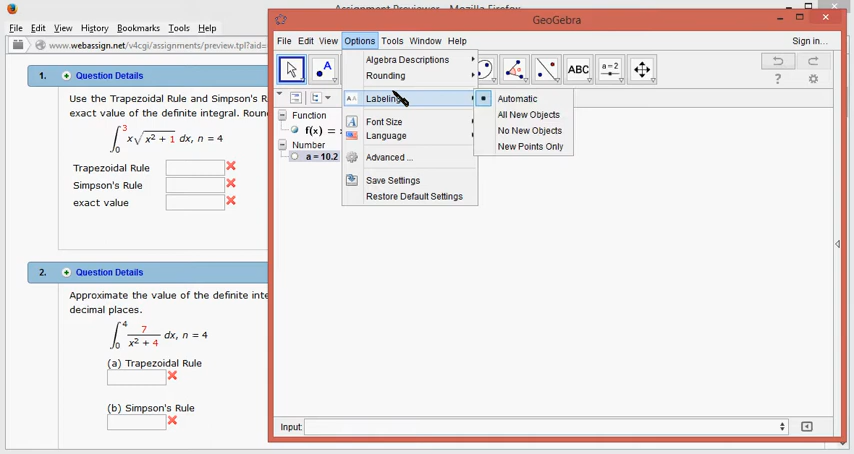 Assignment Previewer - Mozilla Firefox
File Edit View History Bookmarks Tools Help
www.webassign.net/v4cgi/assignments/preview.tpl?aid=
1. Question Details
Use the Trapezoidal Rule and Simpson's R
exact value of the definite integral. Roun
∫₀³ x√(x² + 1) dx, n = 4
Trapezoidal Rule
Simpson's Rule
exact value
2. Question Details
Approximate the value of the definite inte
decimal places.
∫₀⁴ 7/(x² + 4) dx, n = 4
(a) Trapezoidal Rule
(b) Simpson's Rule
GeoGebra
File Edit View Options Tools Window Help
Sign in...
A ABC a=2
?
Function
f(x) =
Number
a = 10.2
Algebra Descriptions
Rounding
AA Labeling
A Font Size
Language
Advanced ...
Save Settings
Restore Default Settings
Automatic
All New Objects
No New Objects
New Points Only
Input: